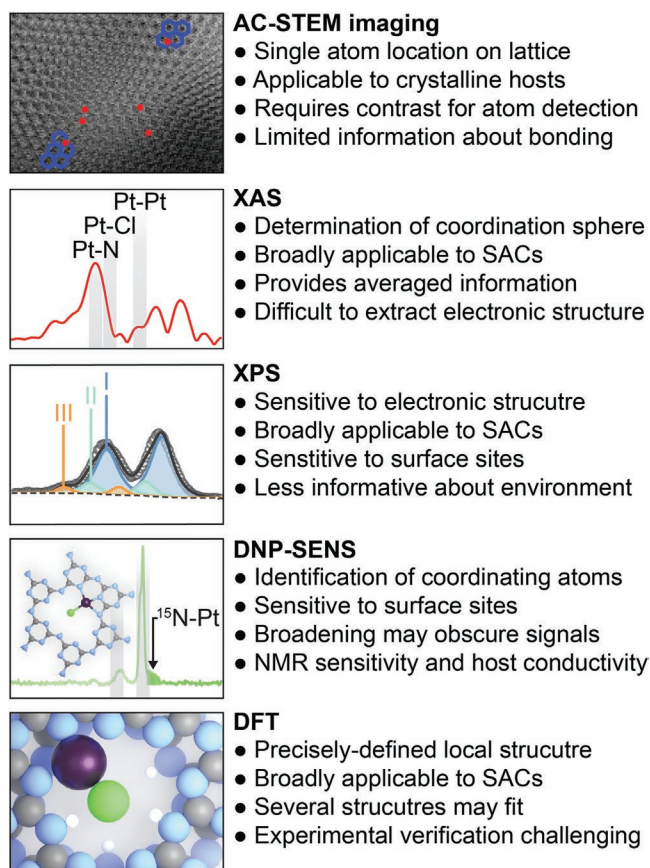 AC-STEM imaging
● Single atom location on lattice
● Applicable to crystalline hosts
● Requires contrast for atom detection
● Limited information about bonding
Pt-Pt
Pt-Cl
Pt-N
XAS
● Determination of coordination sphere
● Broadly applicable to SACs
● Provides averaged information
● Difficult to extract electronic structure
I
II
III
XPS
● Sensitive to electronic strucutre
● Broadly applicable to SACs
● Senstitive to surface sites
● Less informative about environment
¹⁵N-Pt
DNP-SENS
● Identification of coordinating atoms
● Sensitive to surface sites
● Broadening may obscure signals
● NMR sensitivity and host conductivity
DFT
● Precisely-defined local strucutre
● Broadly applicable to SACs
● Several strucutres may fit
● Experimental verification challenging